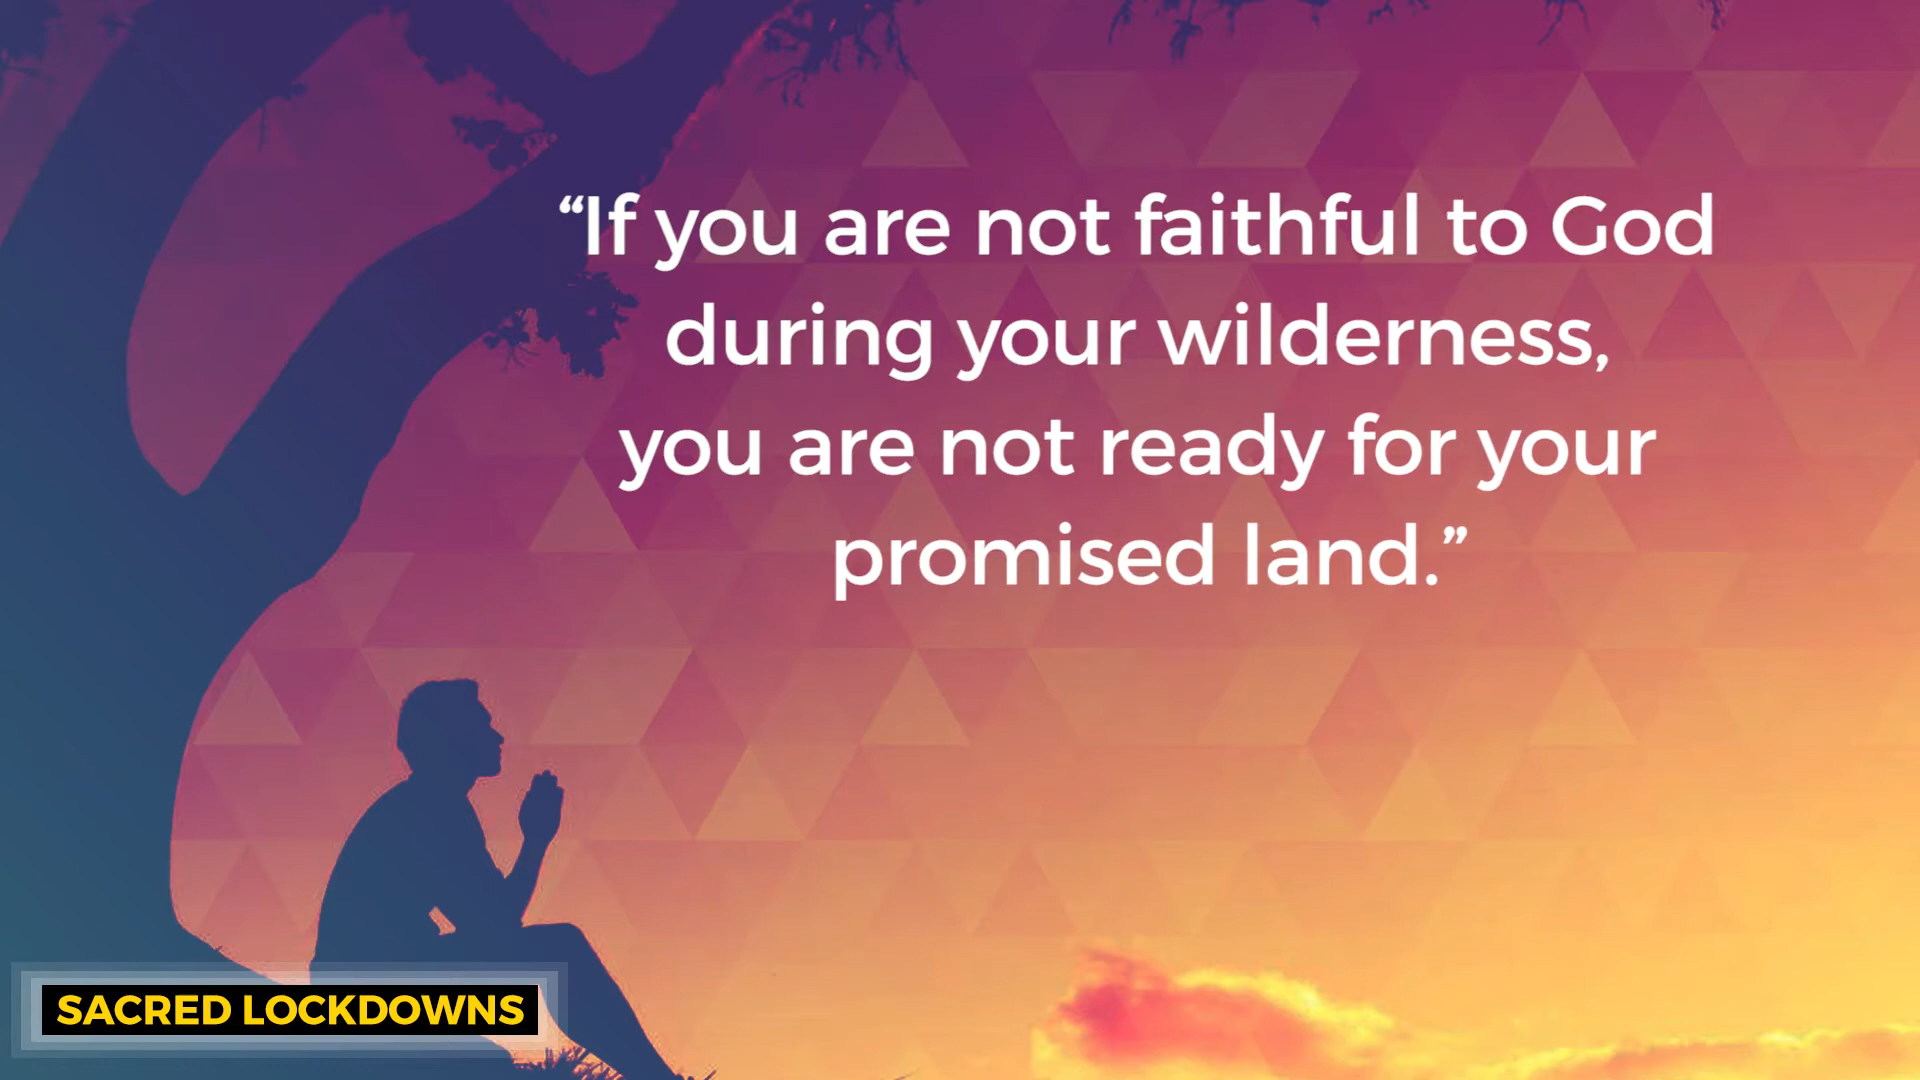 “If you are not faithful to God
during your wilderness,
you are not ready for your
promised land.”
SACRED LOCKDOWNS